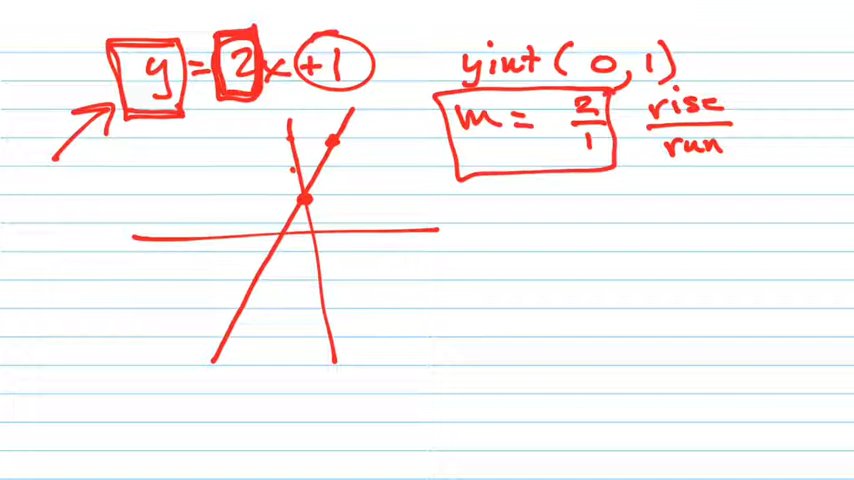 y = 2x + 1
yint (0, 1)
m = 2/1 rise/run